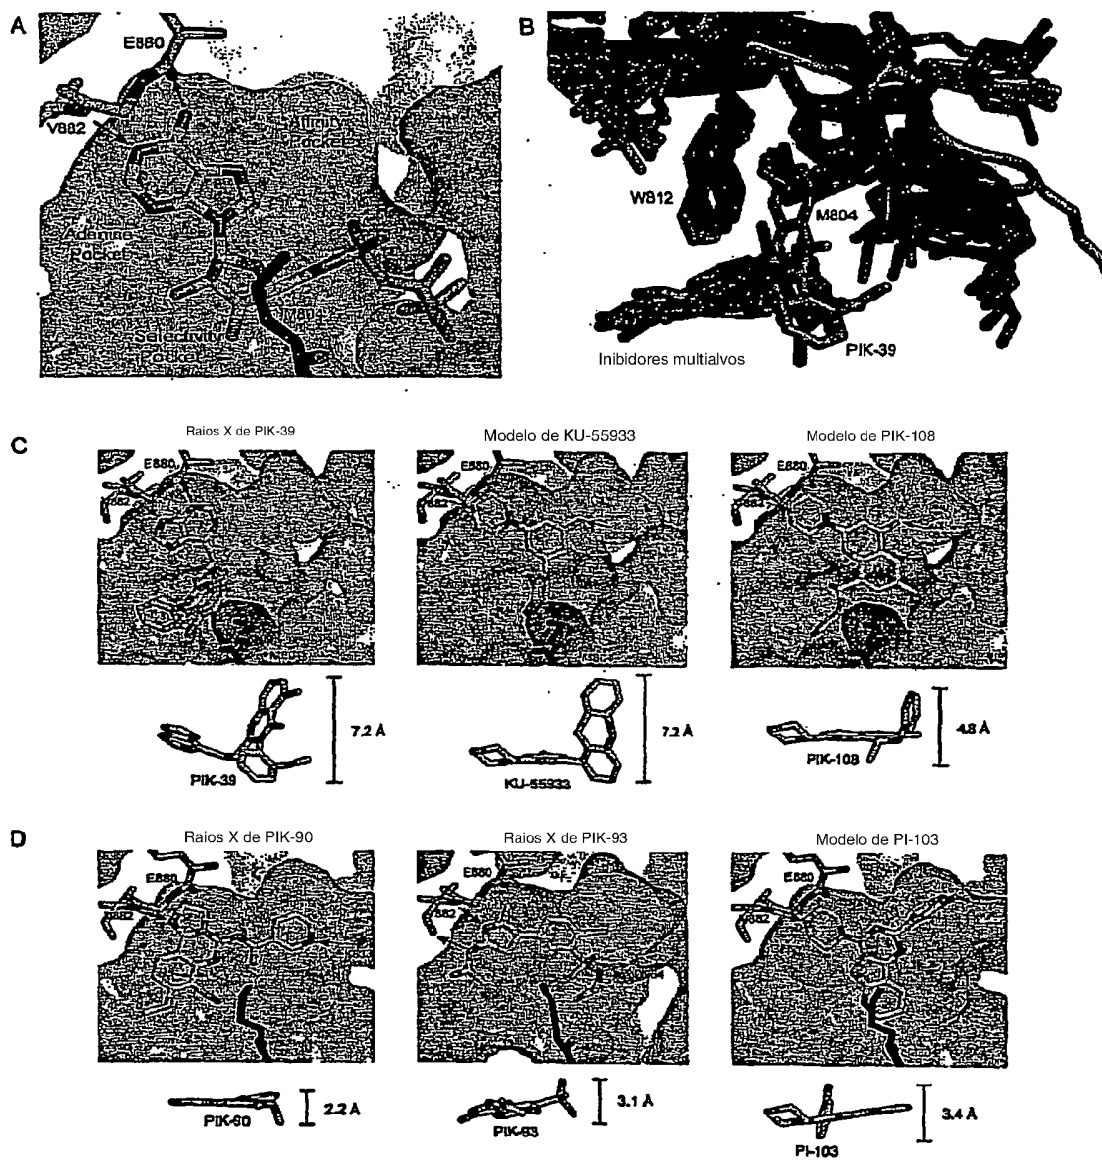 A
E880
V882
Affinity
Pocket
Adenine
Pocket
M804
Selectivity
Pocket
B
W812
M804
PIK-39
Inibidores multialvos
C
Raios X de PIK-39
E880
7.2 Å
PIK-39
Modelo de KU-55933
E880
7.2 Å
KU-55933
Modelo de PIK-108
E880
4.8 Å
PIK-108
D
Raios X de PIK-90
E880
2.2 Å
PIK-90
Raios X de PIK-93
E880
3.1 Å
PIK-93
Modelo de PI-103
E880
3.4 Å
PI-103